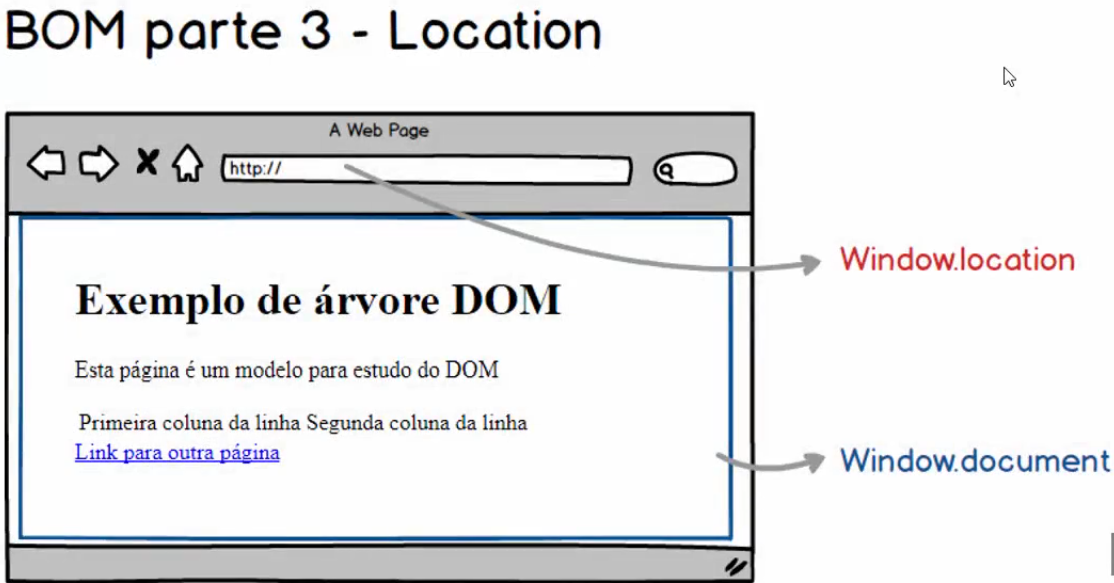 BOM parte 3 - Location
A Web Page
http://
Window.location
Exemplo de árvore DOM
Esta página é um modelo para estudo do DOM
Primeira coluna da linha Segunda coluna da linha
Link para outra página
Window.document